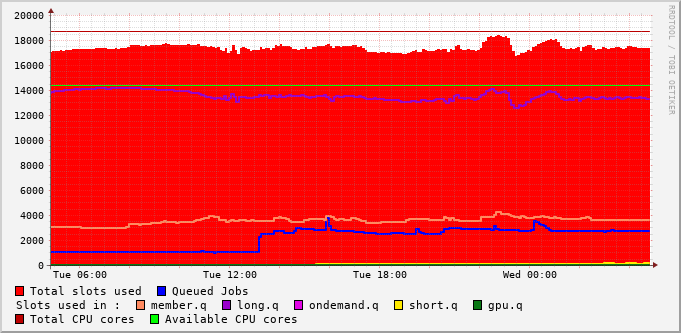 20000
18000
16000
14000
12000
10000
8000
6000
4000
2000
0
Tue 06:00 Tue 12:00 Tue 18:00 Wed 00:00
Total slots used Queued Jobs
Slots used in : member.q long.q ondemand.q short.q gpu.q
Total CPU cores Available CPU cores
RRDTOOL / TOBI OETIKER